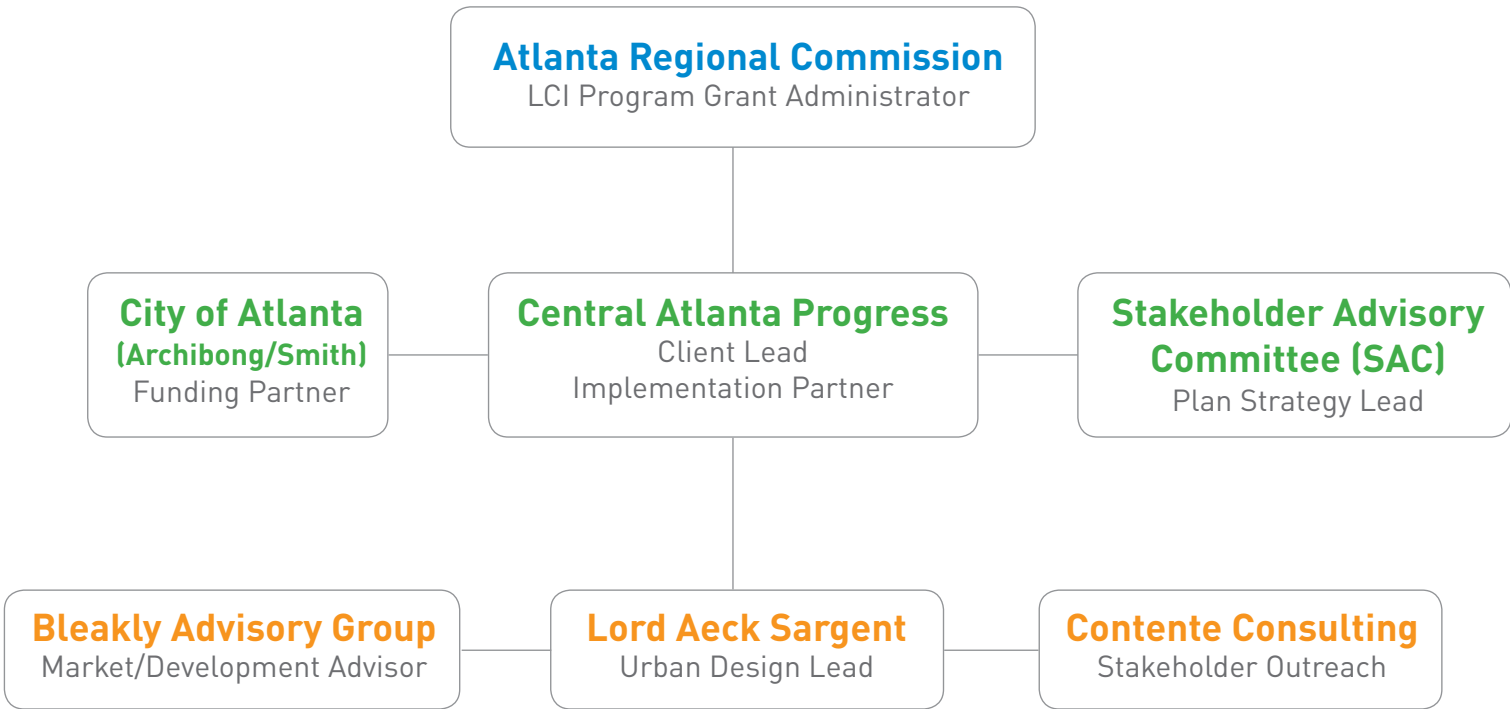 Atlanta Regional Commission
LCI Program Grant Administrator
City of Atlanta
(Archibong/Smith)
Funding Partner
Central Atlanta Progress
Client Lead
Implementation Partner
Stakeholder Advisory
Committee (SAC)
Plan Strategy Lead
Bleakly Advisory Group
Market/Development Advisor
Lord Aeck Sargent
Urban Design Lead
Contente Consulting
Stakeholder Outreach